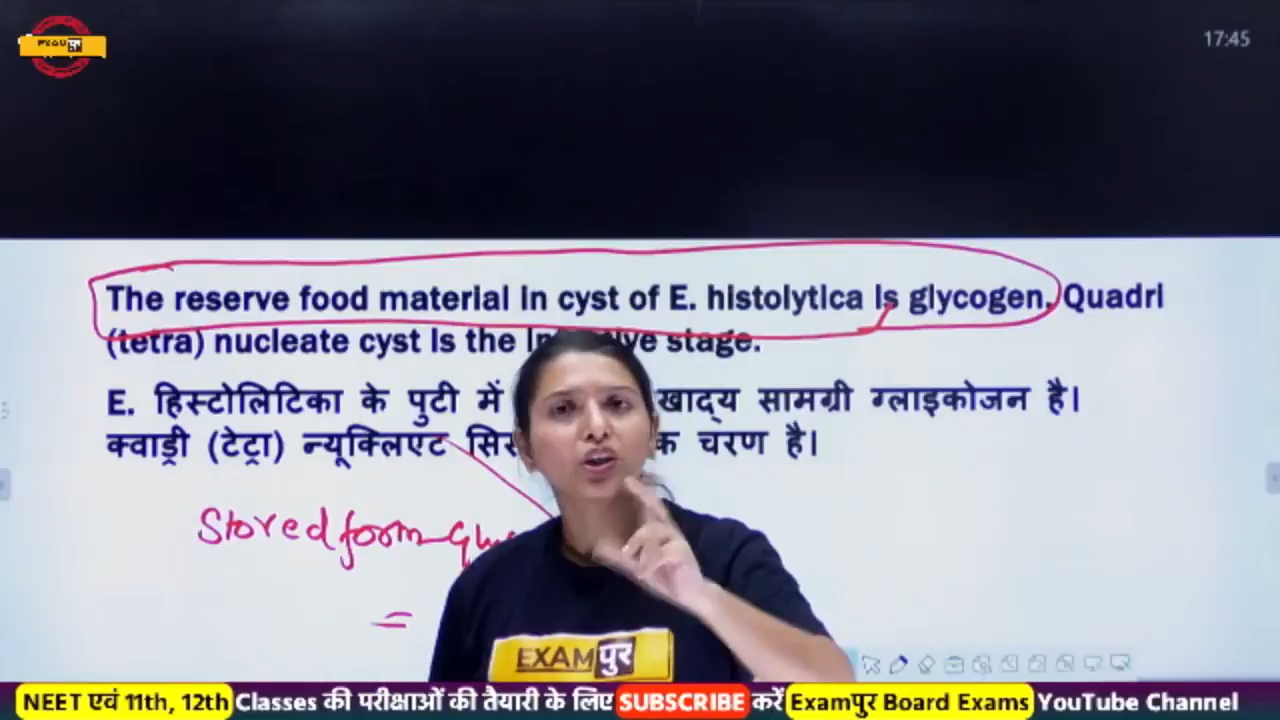 17:45
The reserve food material in cyst of E. histolytica is glycogen. Quadri
(tetra) nucleate cyst is the stage.
E. हिस्टोलिटिका के पुटी में खाद्य सामग्री ग्लाइकोजन है।
क्वाड्री (टेट्रा) न्यूक्लिएट चरण है।
Stored form
=
EXAMपुर
NEET एवं 11th, 12th Classes की परीक्षाओं की तैयारी के लिए SUBSCRIBE करें Examपुर Board Exams YouTube Channel